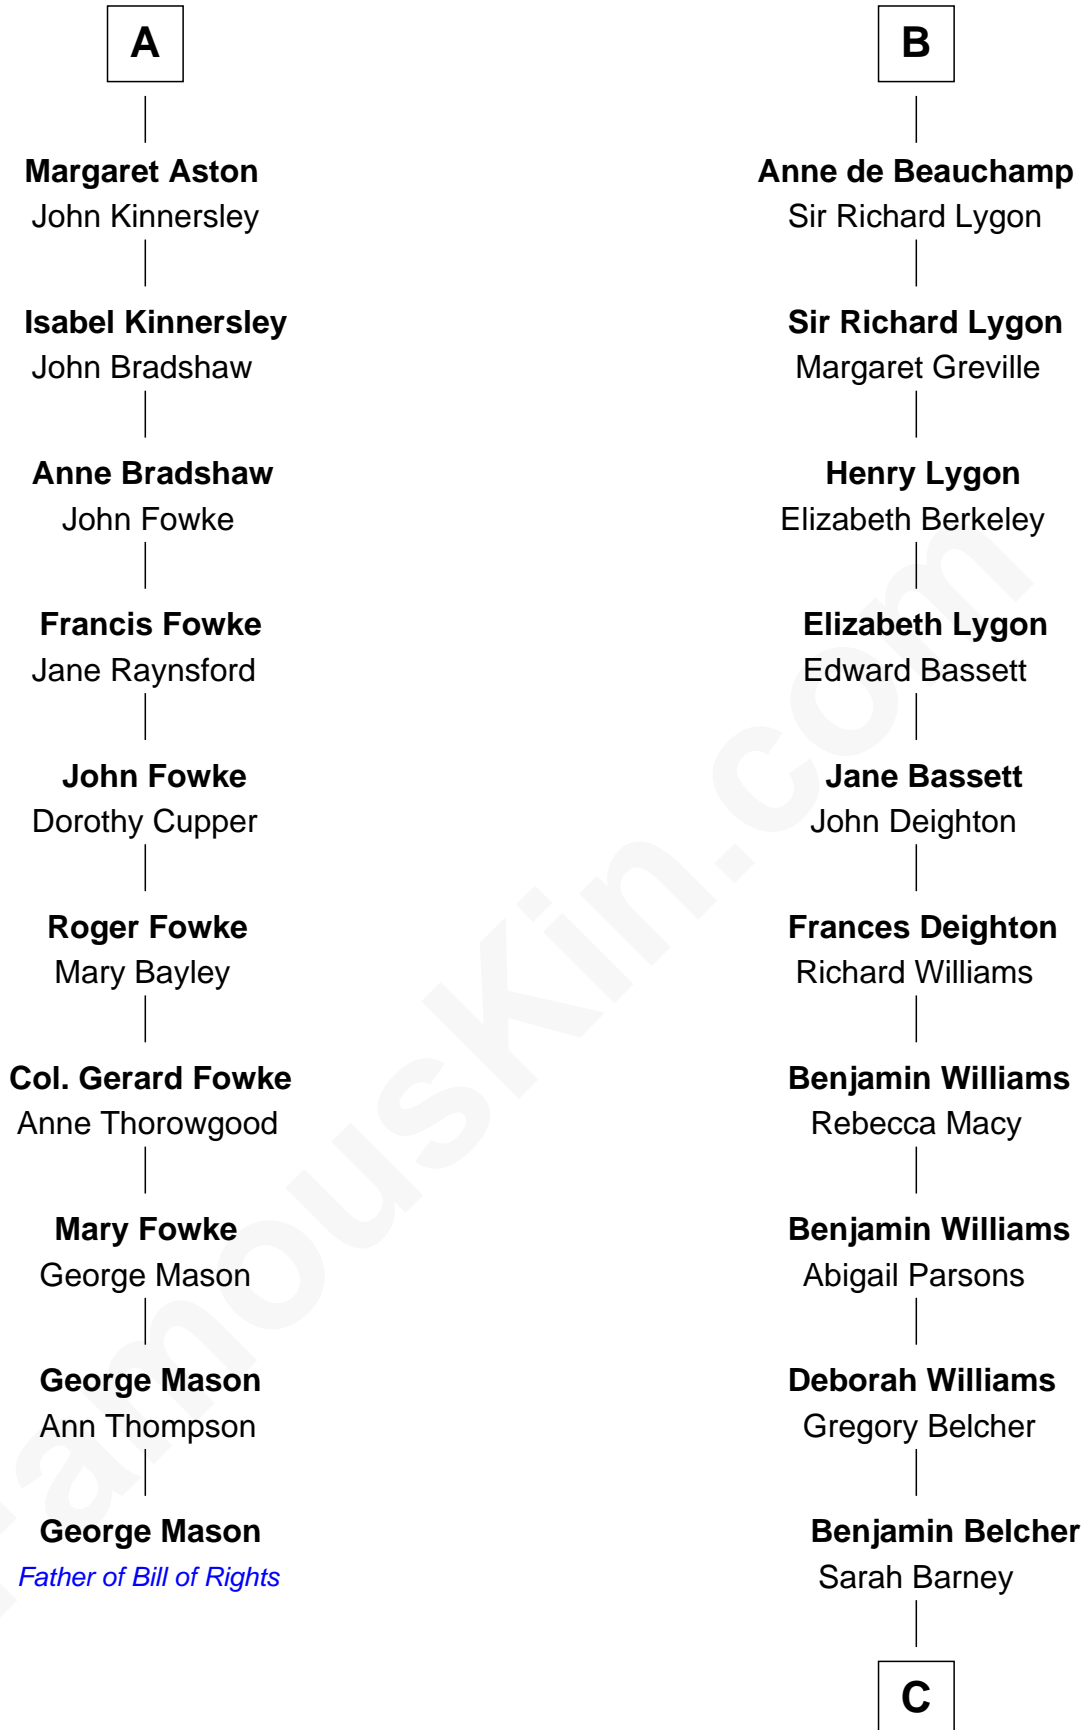 A
Margaret Aston
John Kinnersley
Isabel Kinnersley
John Bradshaw
Anne Bradshaw
John Fowke
Francis Fowke
Jane Raynsford
John Fowke
Dorothy Cupper
Roger Fowke
Mary Bayley
Col. Gerard Fowke
Anne Thorowgood
Mary Fowke
George Mason
George Mason
Ann Thompson
George Mason
Father of Bill of Rights
B
Anne de Beauchamp
Sir Richard Lygon
Sir Richard Lygon
Margaret Greville
Henry Lygon
Elizabeth Berkeley
Elizabeth Lygon
Edward Bassett
Jane Bassett
John Deighton
Frances Deighton
Richard Williams
Benjamin Williams
Rebecca Macy
Benjamin Williams
Abigail Parsons
Deborah Williams
Gregory Belcher
Benjamin Belcher
Sarah Barney
C
FamousKin.com